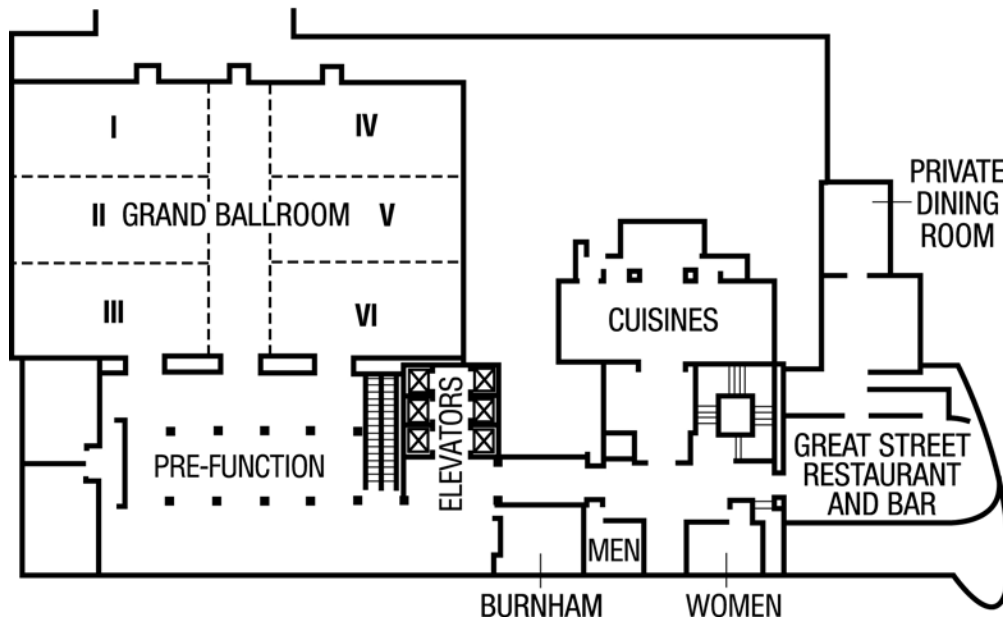 I
IV
II GRAND BALLROOM V
III
VI
PRE-FUNCTION
ELEVATORS
CUISINES
PRIVATE
DINING
ROOM
GREAT STREET
RESTAURANT
AND BAR
MEN
BURNHAM
WOMEN